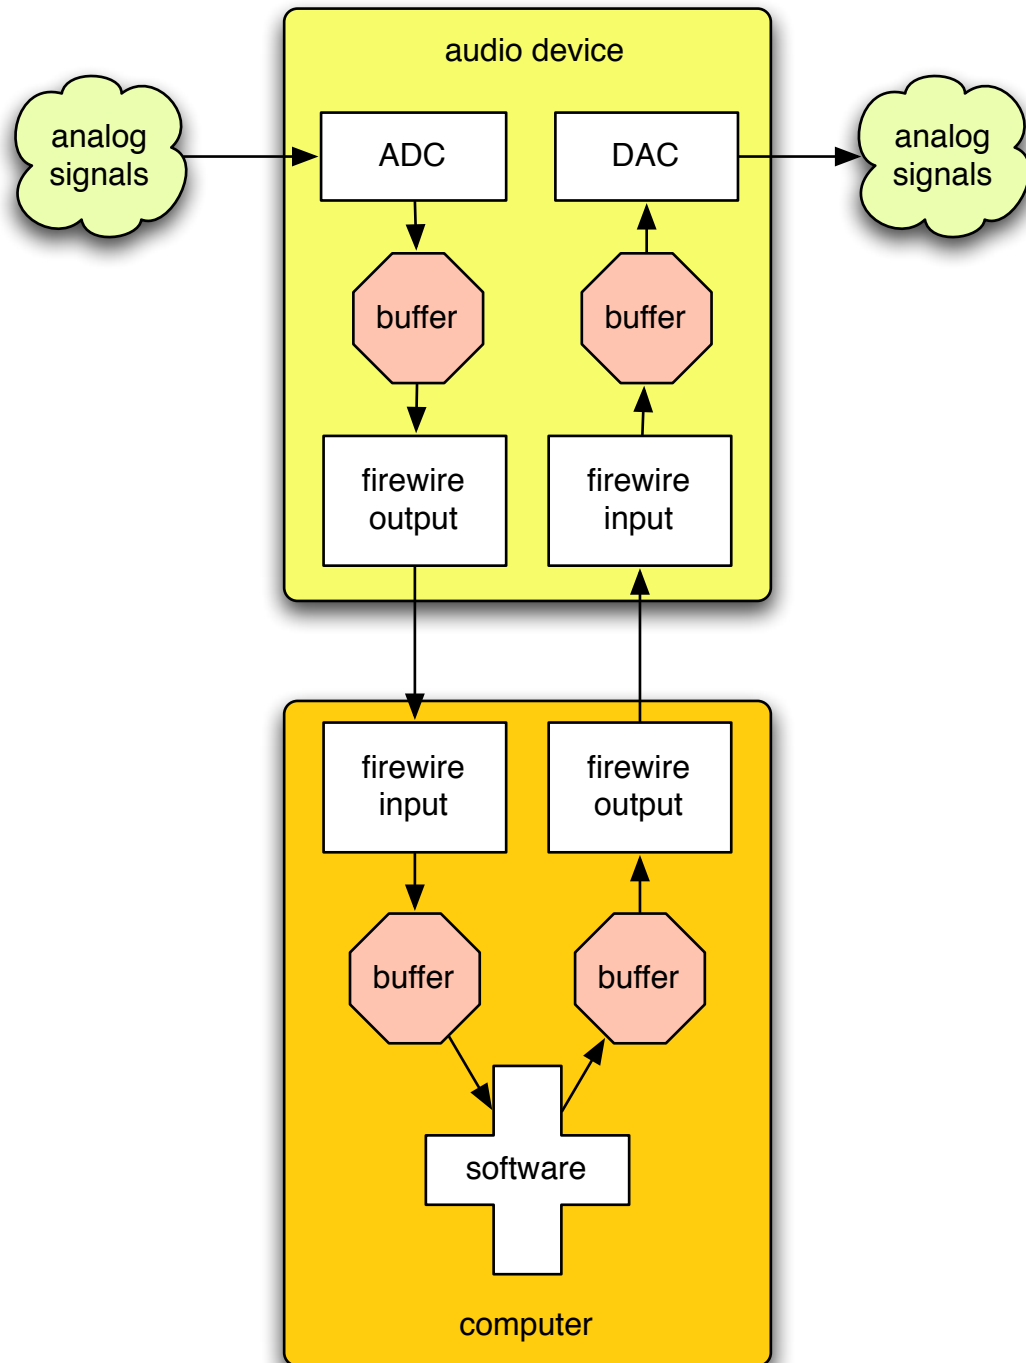 audio device
analog
signals
ADC
DAC
analog
signals
buffer
buffer
firewire
output
firewire
input
firewire
input
firewire
output
buffer
buffer
software
computer